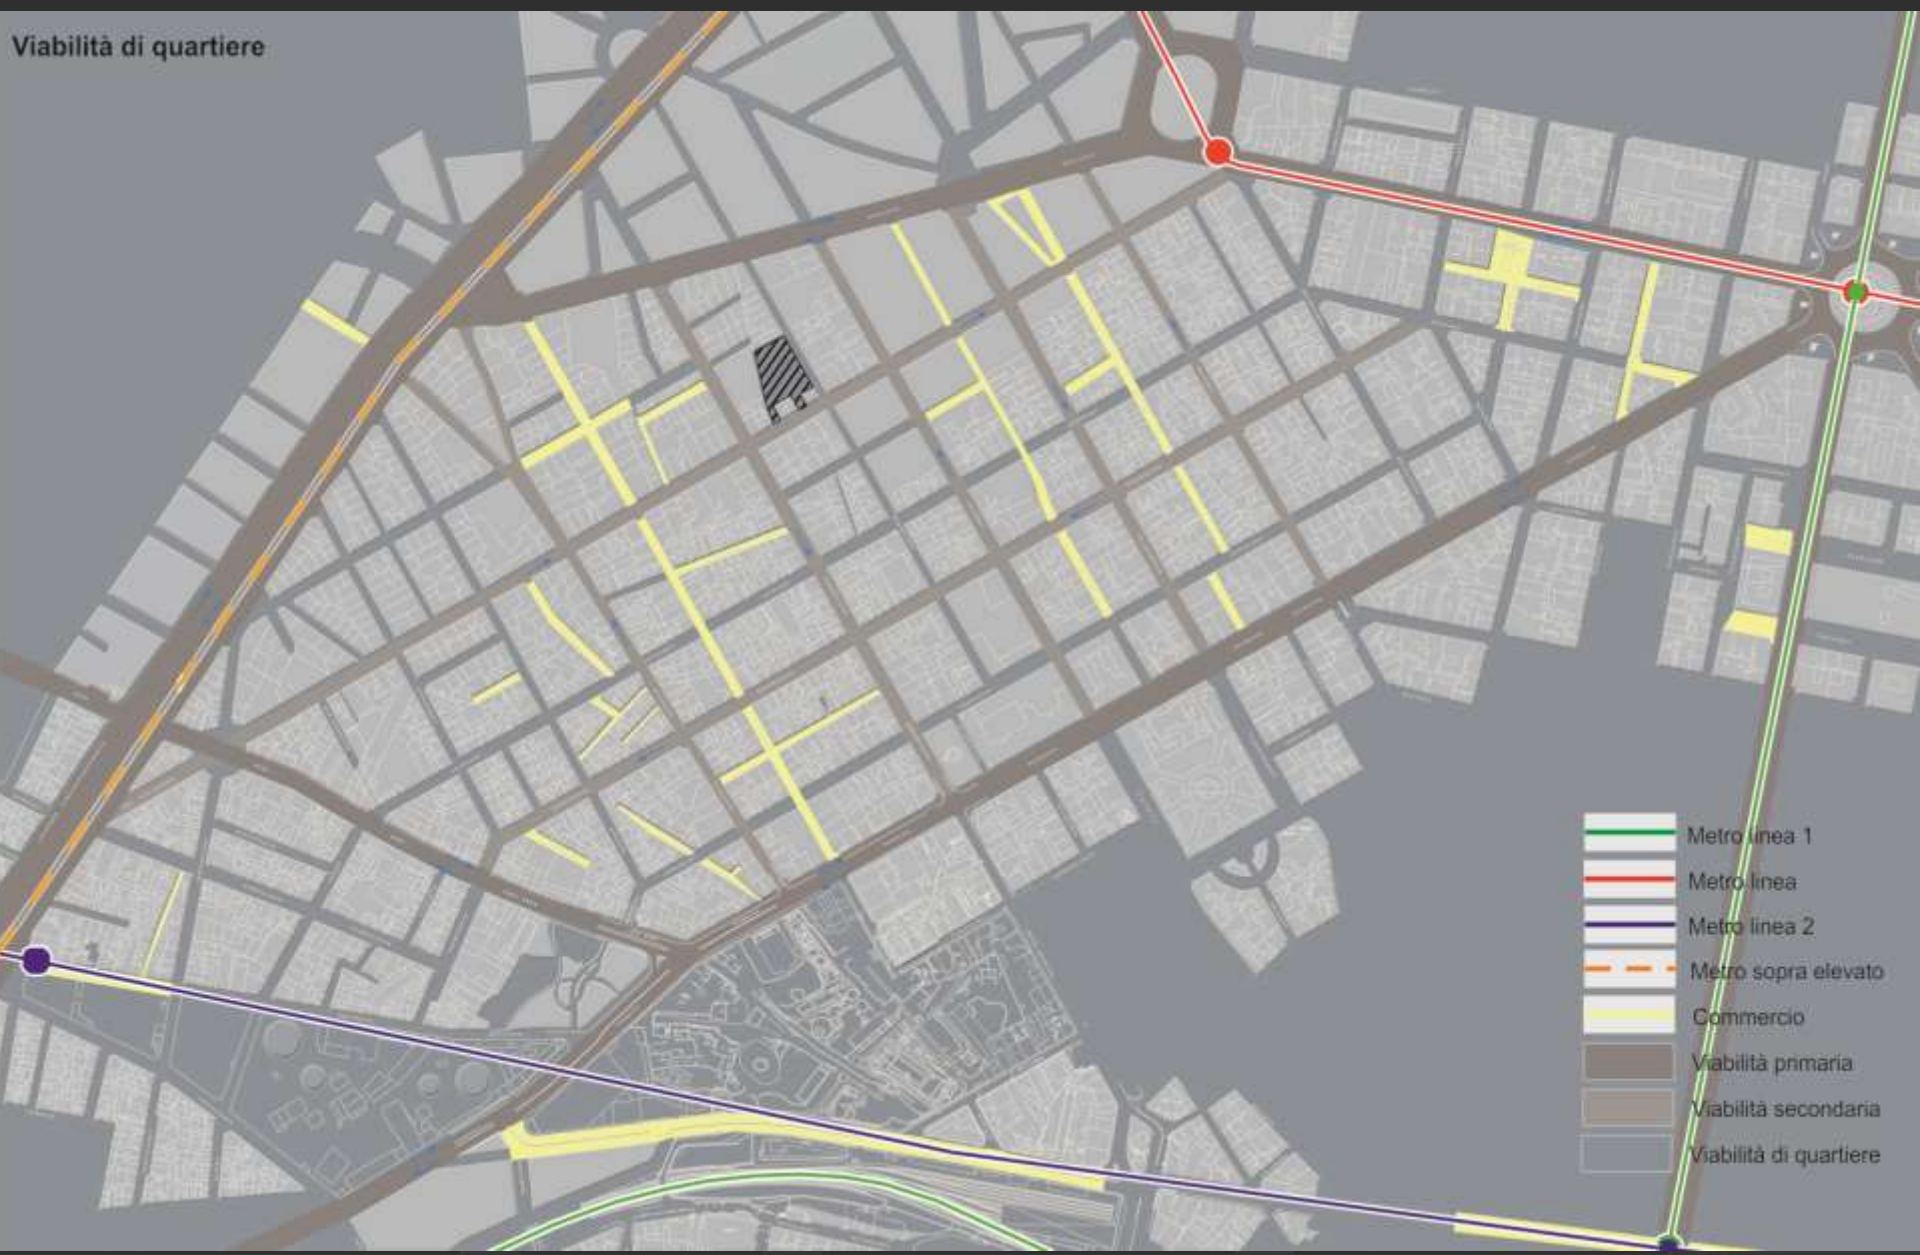 Viabilità di quartiere
Metro linea 1
Metro linea
Metro linea 2
Metro sopra elevato
Commercio
Viabilità primaria
Viabilità secondaria
Viabilità di quartiere